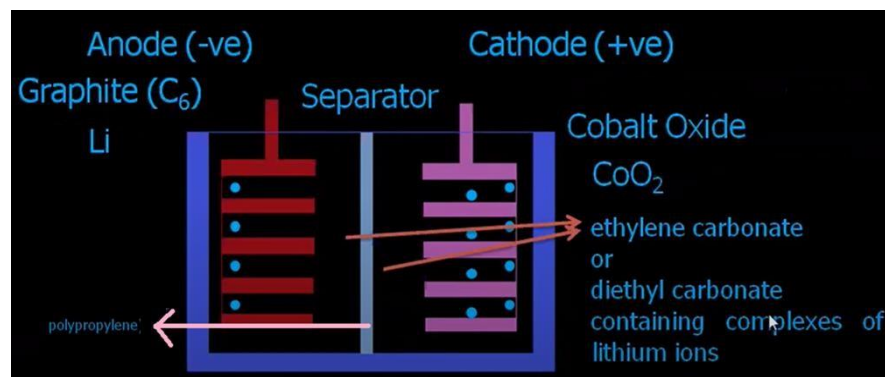 Anode (-ve)
Cathode (+ve)
Graphite (C₆)
Separator
Li
Cobalt Oxide
CoO₂
ethylene carbonate
or
diethyl carbonate
containing complexes of
lithium ions
polypropylene;